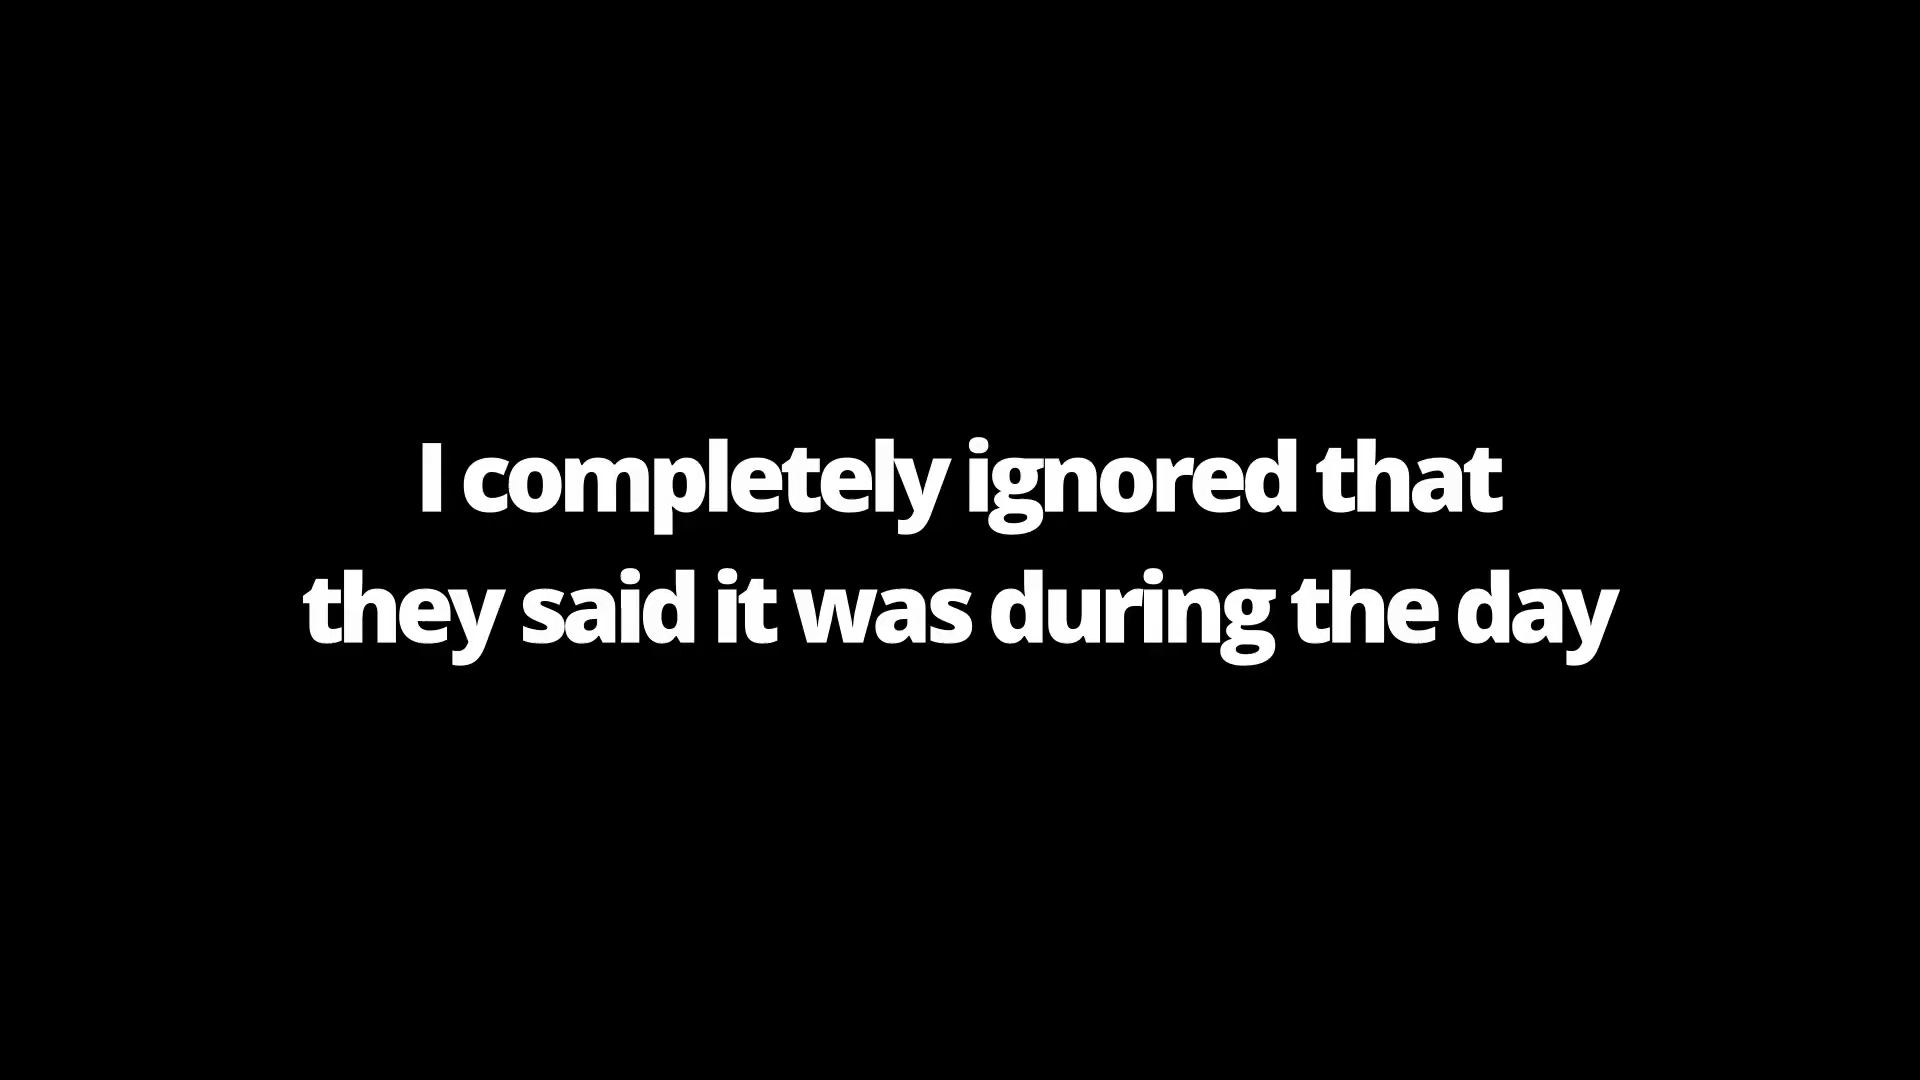 I completely ignored that
they said it was during the day